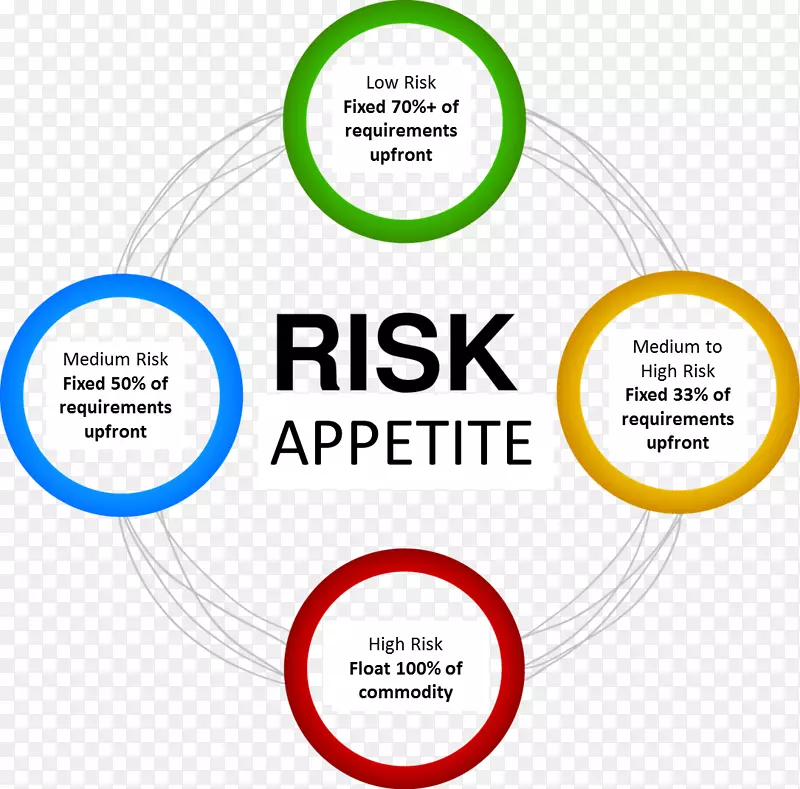 Low Risk
Fixed 70%+ of
requirements
upfront
Medium Risk
Fixed 50% of
requirements
upfront
RISK
APPETITE
Medium to
High Risk
Fixed 33% of
requirements
upfront
High Risk
Float 100% of
commodity